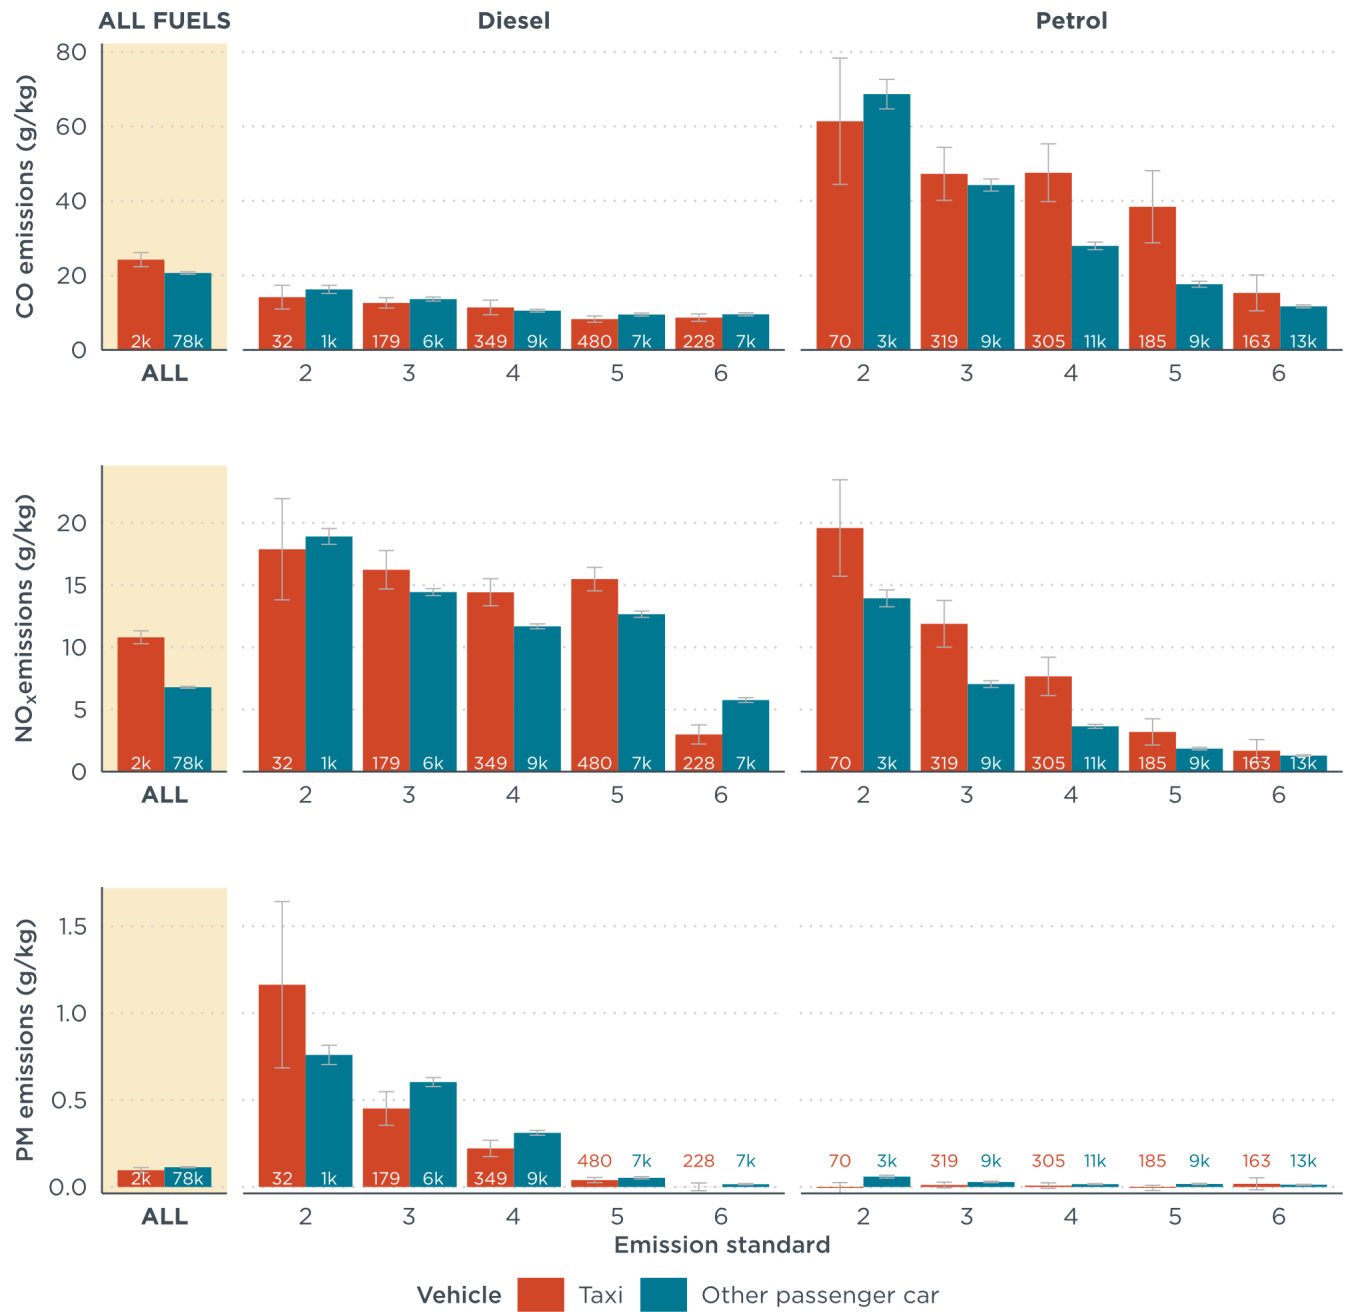 ALL FUELS Diesel Petrol
CO emissions (g/kg)
80
60
40
20
0
2k 78k 32 1k 179 6k 349 9k 480 7k 228 7k 70 3k 319 9k 305 11k 185 9k 163 13k
ALL 2 3 4 5 6 2 3 4 5 6
NOxemissions (g/kg)
20
15
10
5
0
2k 78k 32 1k 179 6k 349 9k 480 7k 228 7k 70 3k 319 9k 305 11k 185 9k 163 13k
ALL 2 3 4 5 6 2 3 4 5 6
PM emissions (g/kg)
1.5
1.0
0.5
0.0
480 7k 228 7k 70 3k 319 9k 305 11k 185 9k 163 13k
2k 78k 32 1k 179 6k 349 9k
ALL 2 3 4 5 6 2 3 4 5 6
Emission standard
Vehicle Taxi Other passenger car